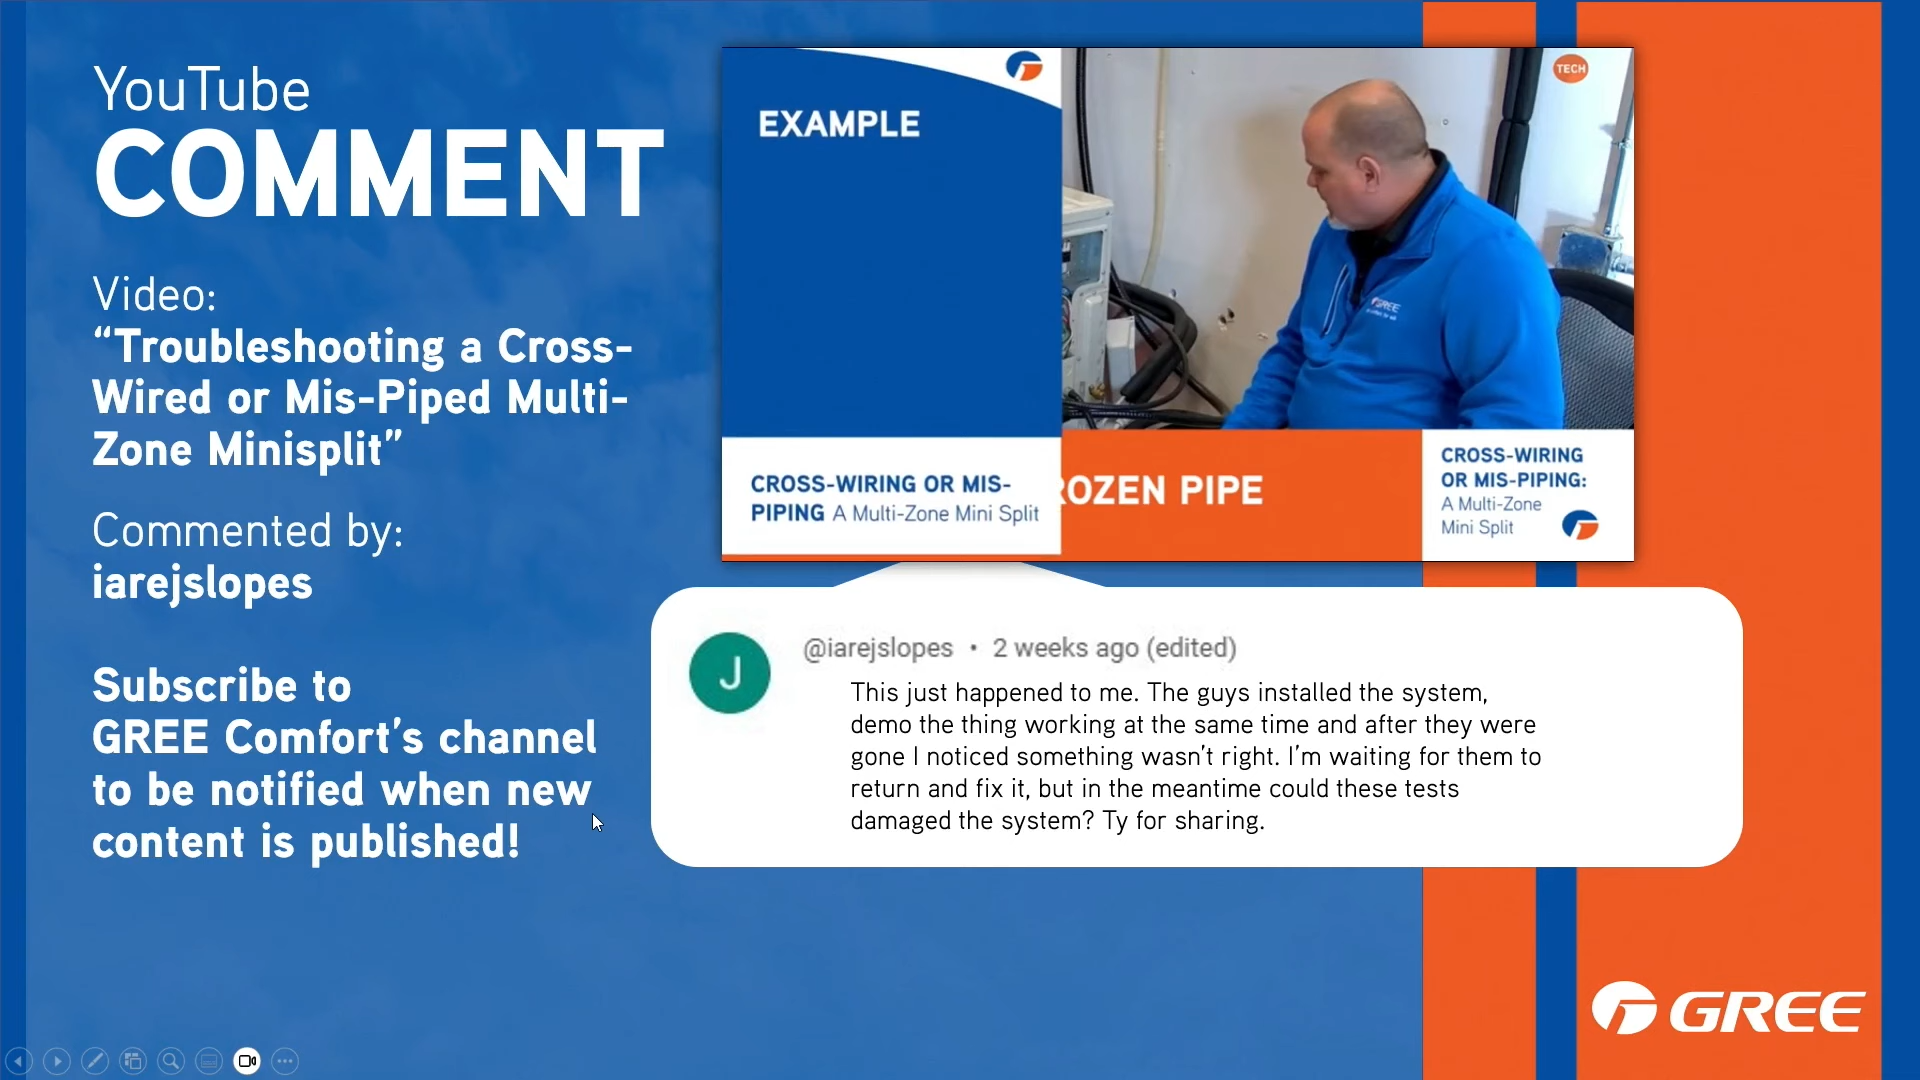 YouTube
COMMENT
Video:
“Troubleshooting a Cross-
Wired or Mis-Piped Multi-
Zone Minisplit”
Commented by:
iarejslopes
Subscribe to
GREE Comfort’s channel
to be notified when new
content is published!
EXAMPLE
CROSS-WIRING OR MIS-
PIPING A Multi-Zone Mini Split
TECH
GREE
ROZEN PIPE
CROSS-WIRING
OR MIS-PIPING:
A Multi-Zone
Mini Split
J
@iarejslopes • 2 weeks ago (edited)
This just happened to me. The guys installed the system,
demo the thing working at the same time and after they were
gone I noticed something wasn’t right. I’m waiting for them to
return and fix it, but in the meantime could these tests
damaged the system? Ty for sharing.
GREE